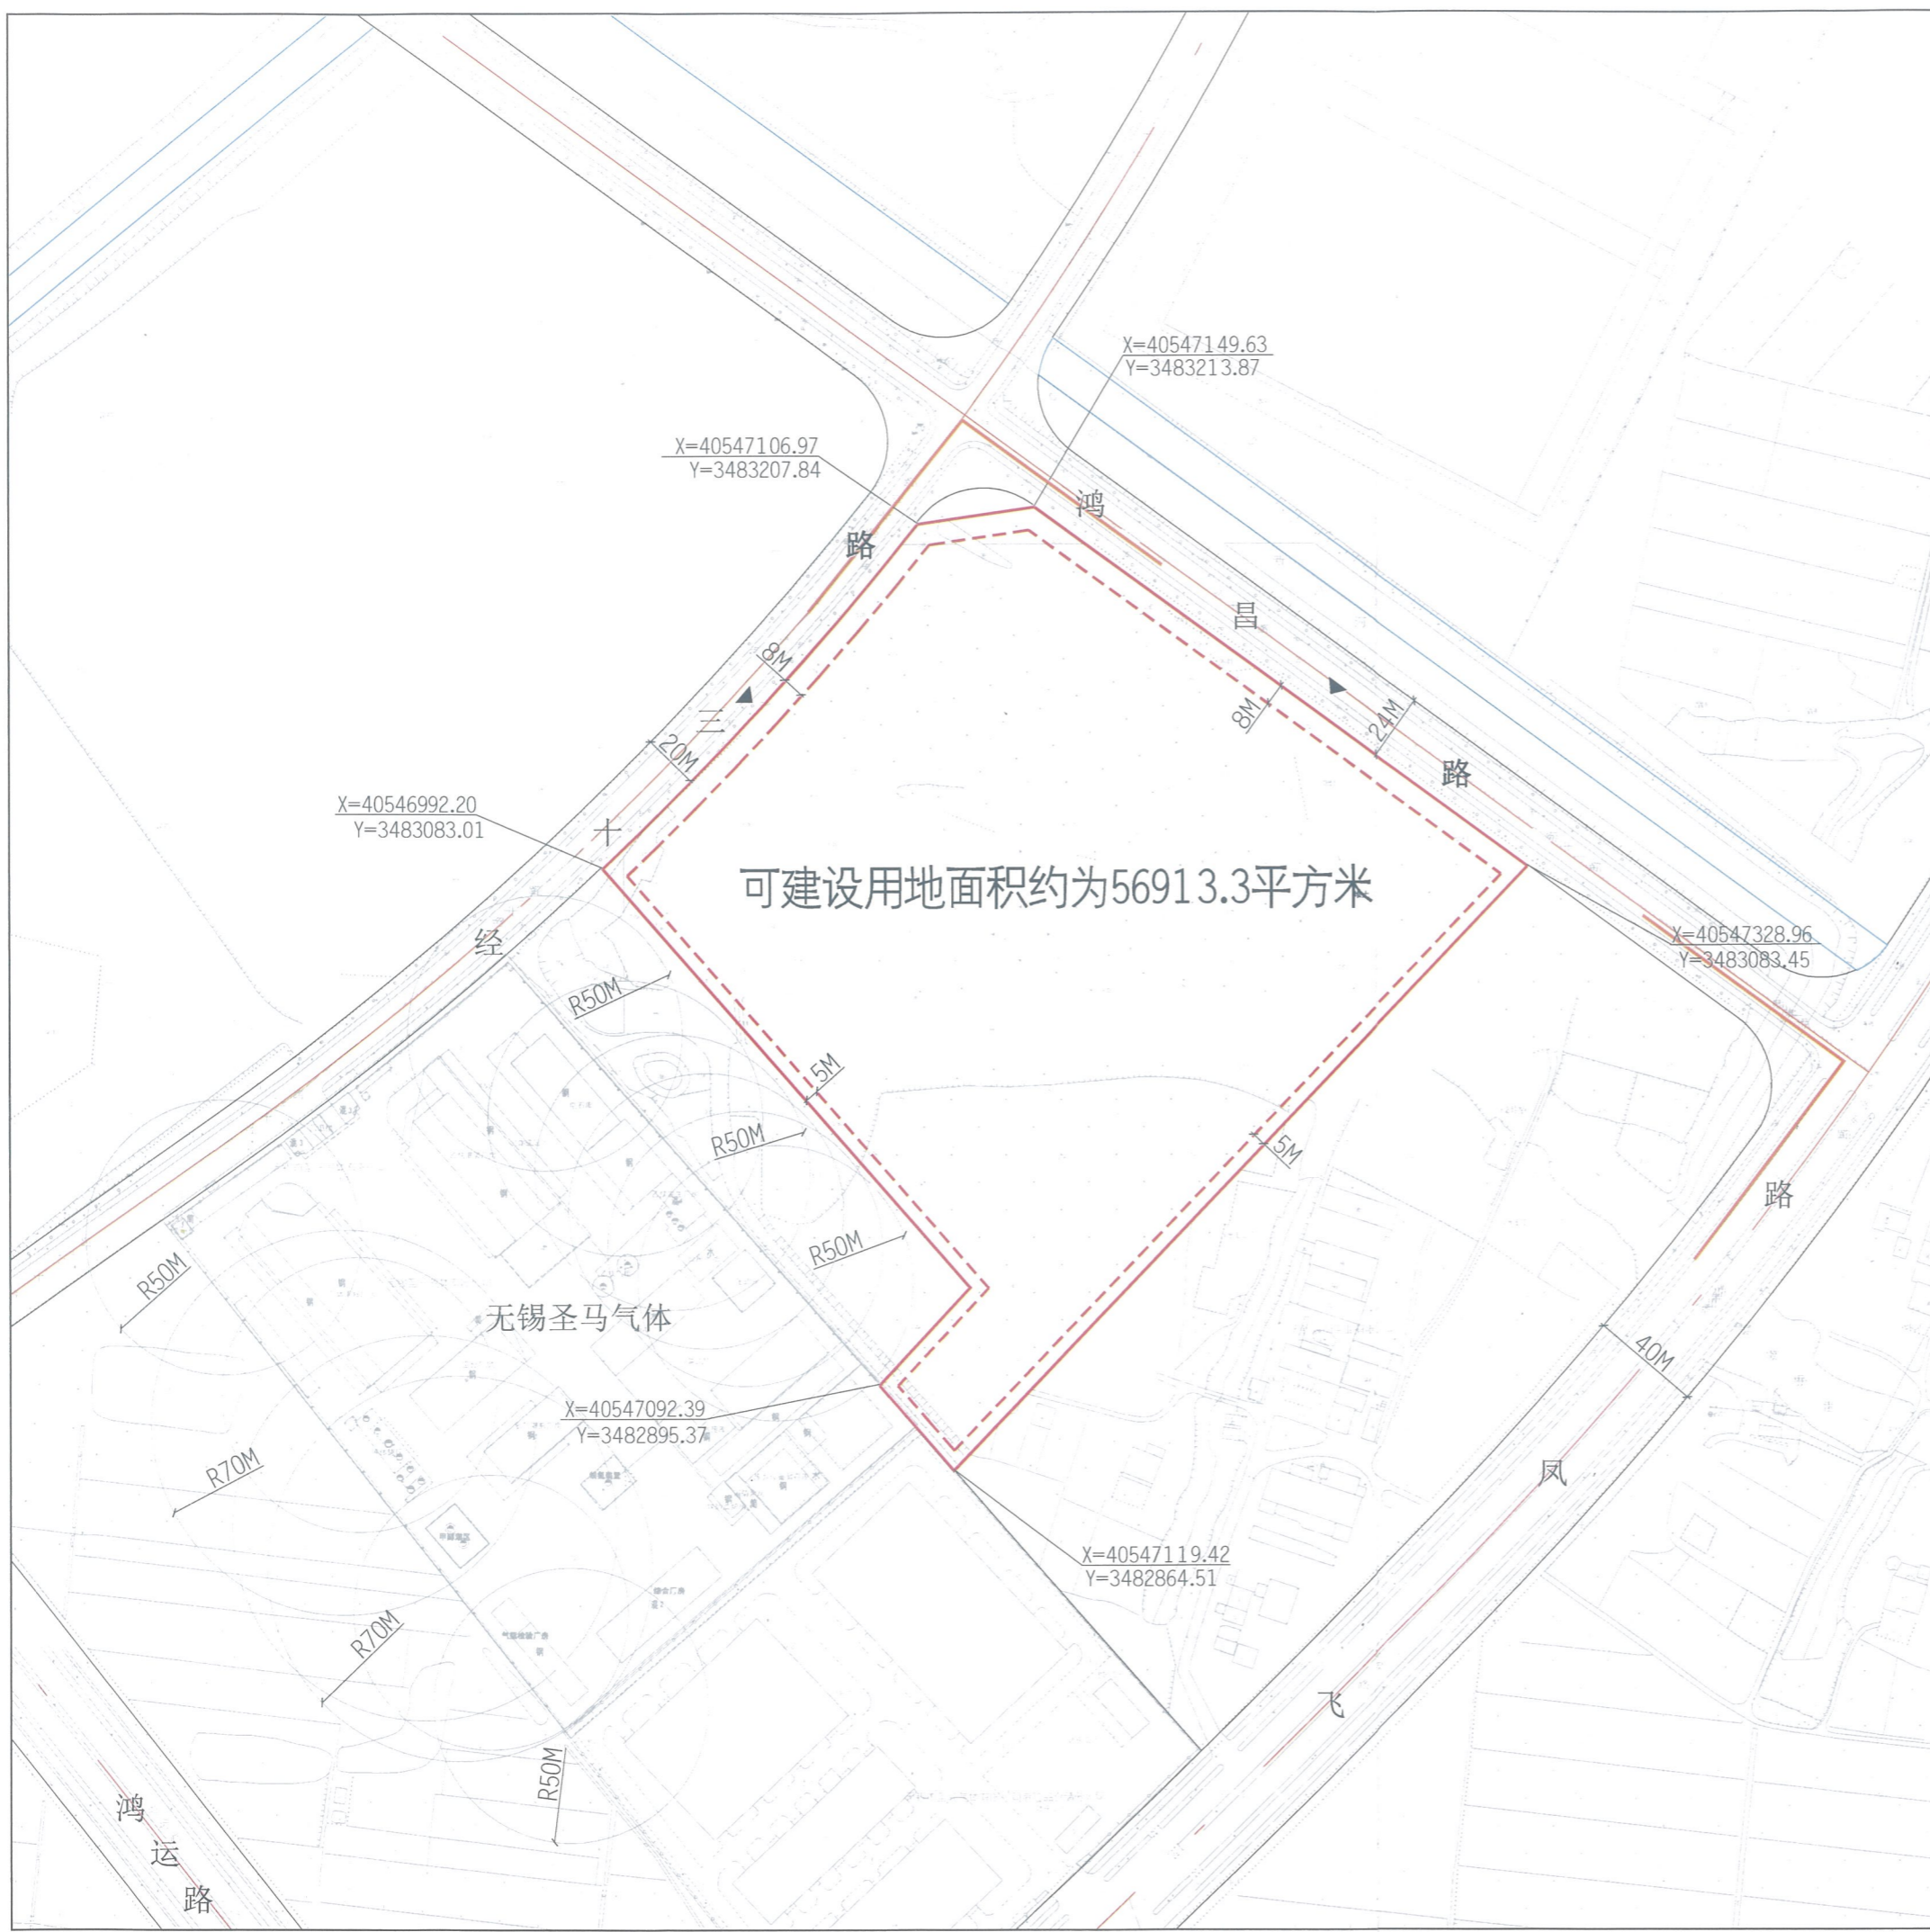 X=40547149.63
Y=3483213.87
X=40547106.97
Y=3483207.84
鸿
路
昌
8M
三
8M
24M
20M
路
X=40546992.20
Y=3483083.01
十
可建设用地面积约为56913.3平方米
经
X=40547328.96
Y=3483083.45
R50M
5M
R50M
5M
路
R50M
R50M
无锡圣马气体
40M
X=40547092.39
Y=3482895.37
R70M
凤
X=40547119.42
Y=3482864.51
R70M
飞
R50M
鸿
运
路